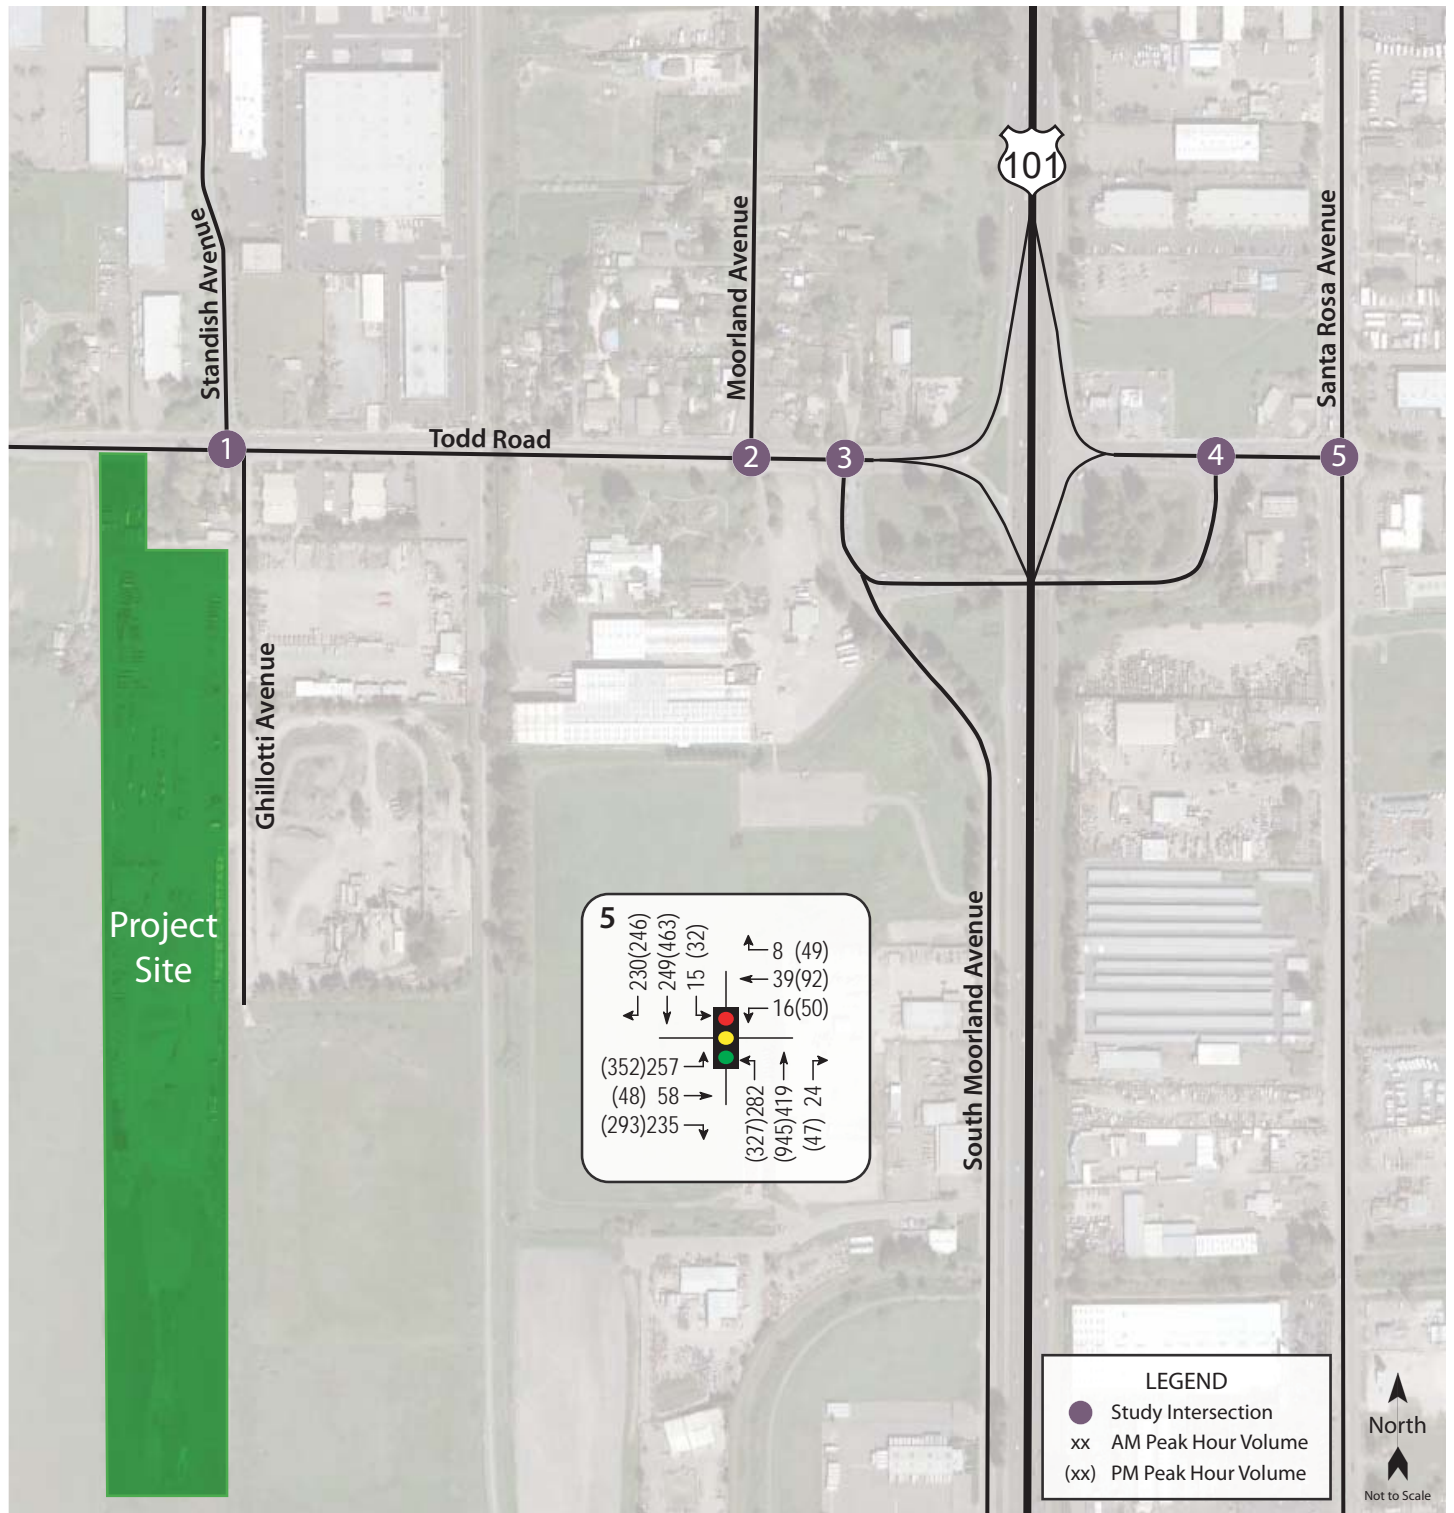 101
Standish Avenue
Moorland Avenue
Santa Rosa Avenue
Todd Road
1
2
3
4
5
Ghillotti Avenue
South Moorland Avenue
Project
Site
5
230(246)
249(463)
15 (32)
8 (49)
39(92)
16(50)
(352)257
(48) 58
(293)235
(327)282
(945)419
(47) 24
LEGEND
Study Intersection
xx AM Peak Hour Volume
(xx) PM Peak Hour Volume
North
Not to Scale